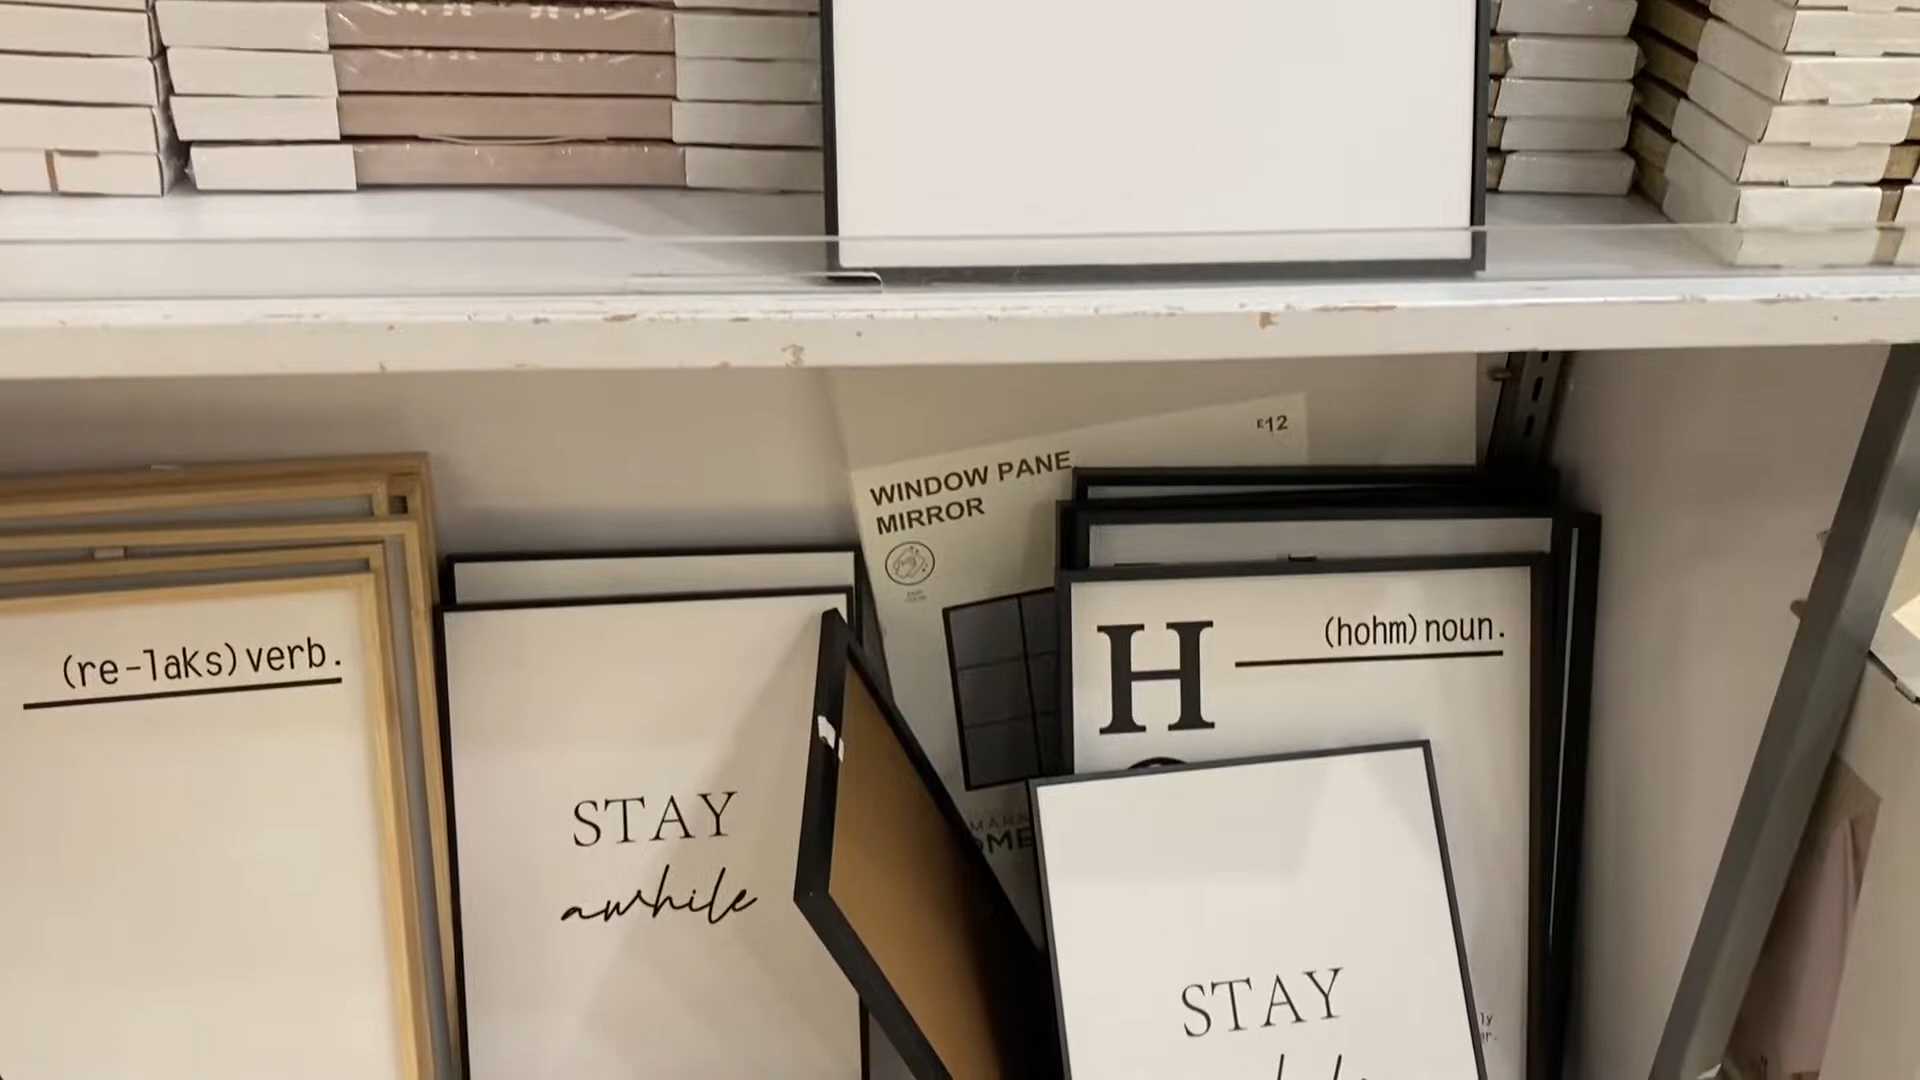 £12
WINDOW PANE
MIRROR
(re-laks) verb.
STAY
awhile
H (hohm) noun.
STAY